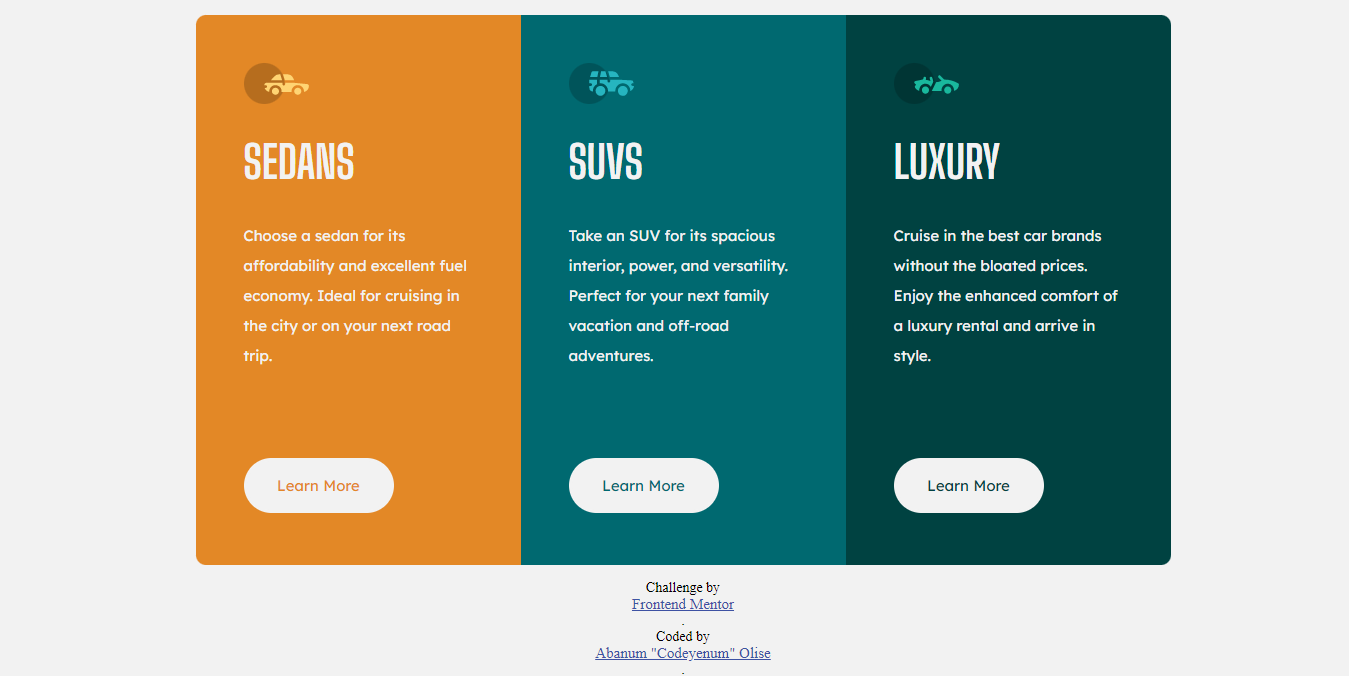 SEDANS
Choose a sedan for its
affordability and excellent fuel
economy. Ideal for cruising in
the city or on your next road
trip.
Learn More
SUVS
Take an SUV for its spacious
interior, power, and versatility.
Perfect for your next family
vacation and off-road
adventures.
Learn More
LUXURY
Cruise in the best car brands
without the bloated prices.
Enjoy the enhanced comfort of
a luxury rental and arrive in
style.
Learn More
Challenge by
Frontend Mentor
.
Coded by
Abanum "Codeyenum" Olise
.